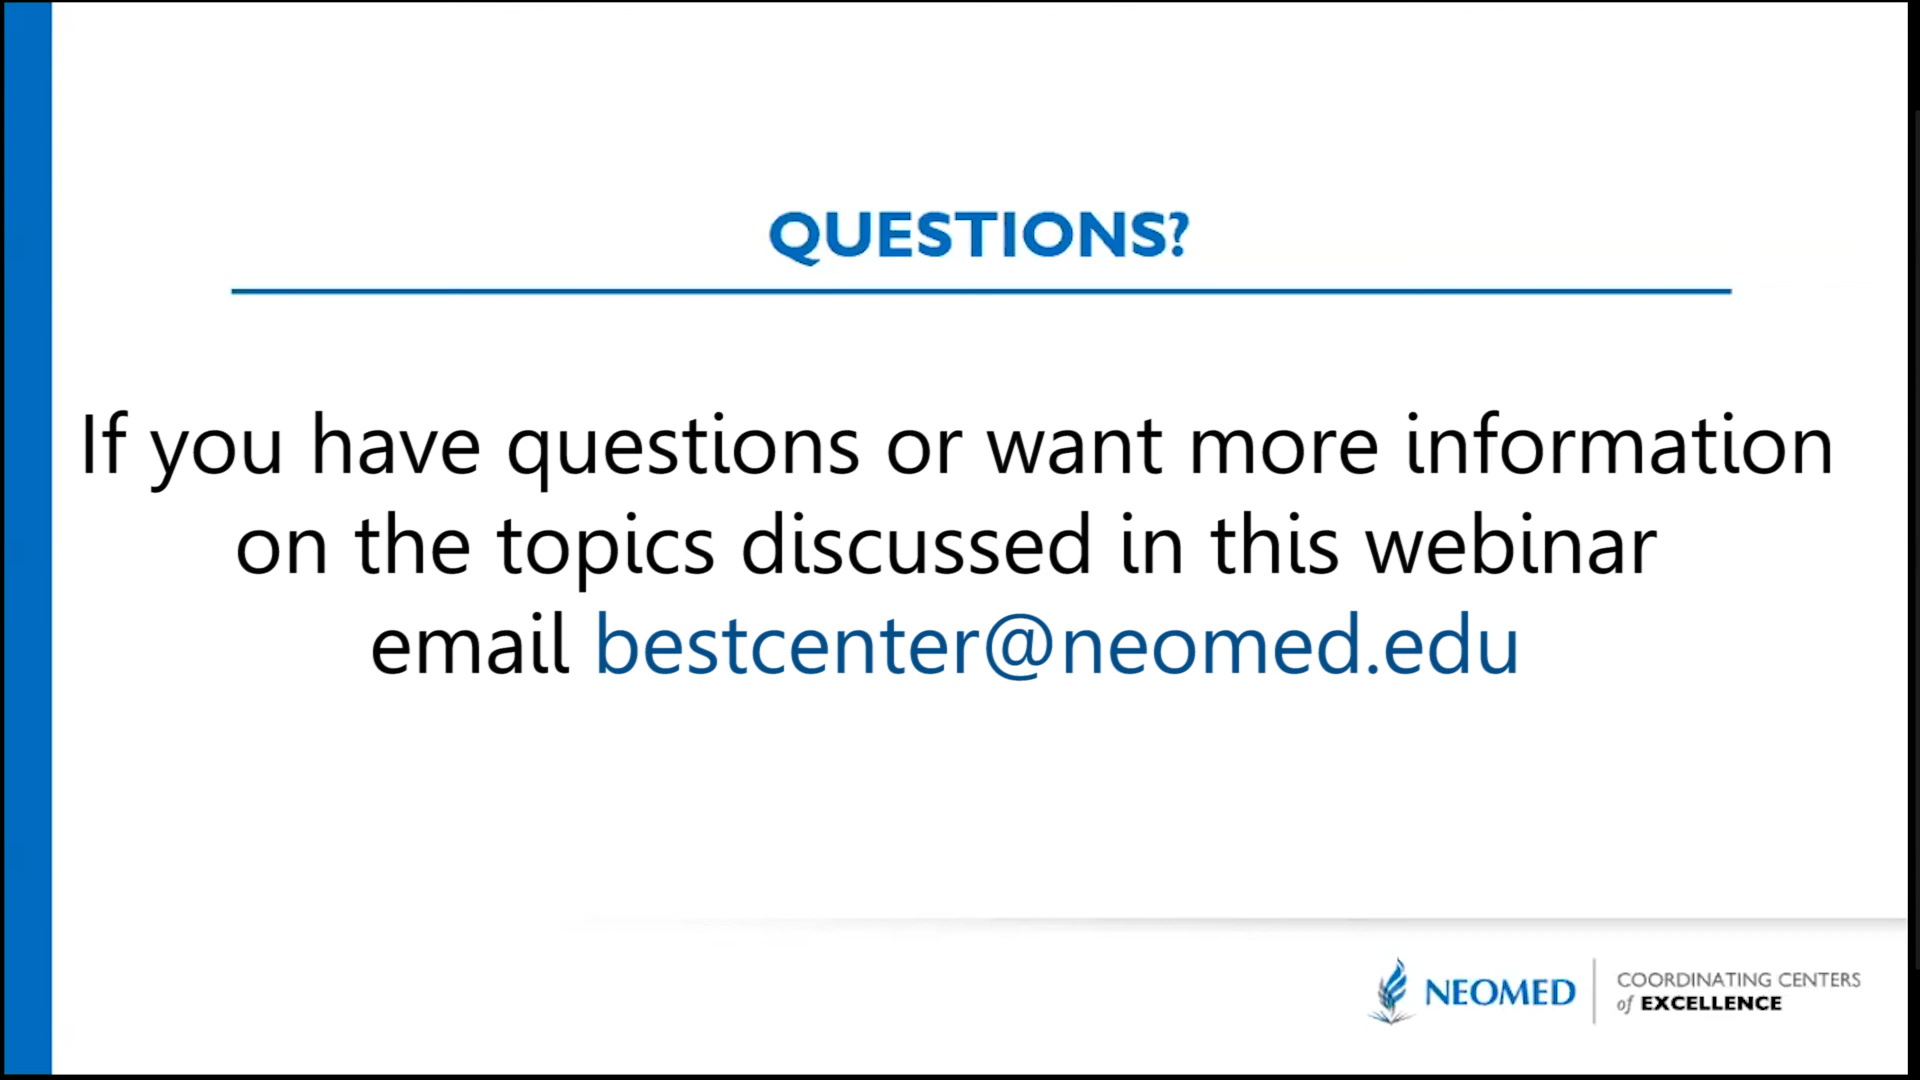 QUESTIONS?
If you have questions or want more information
on the topics discussed in this webinar
email bestcenter@neomed.edu
NEOMED
COORDINATING CENTERS
of EXCELLENCE